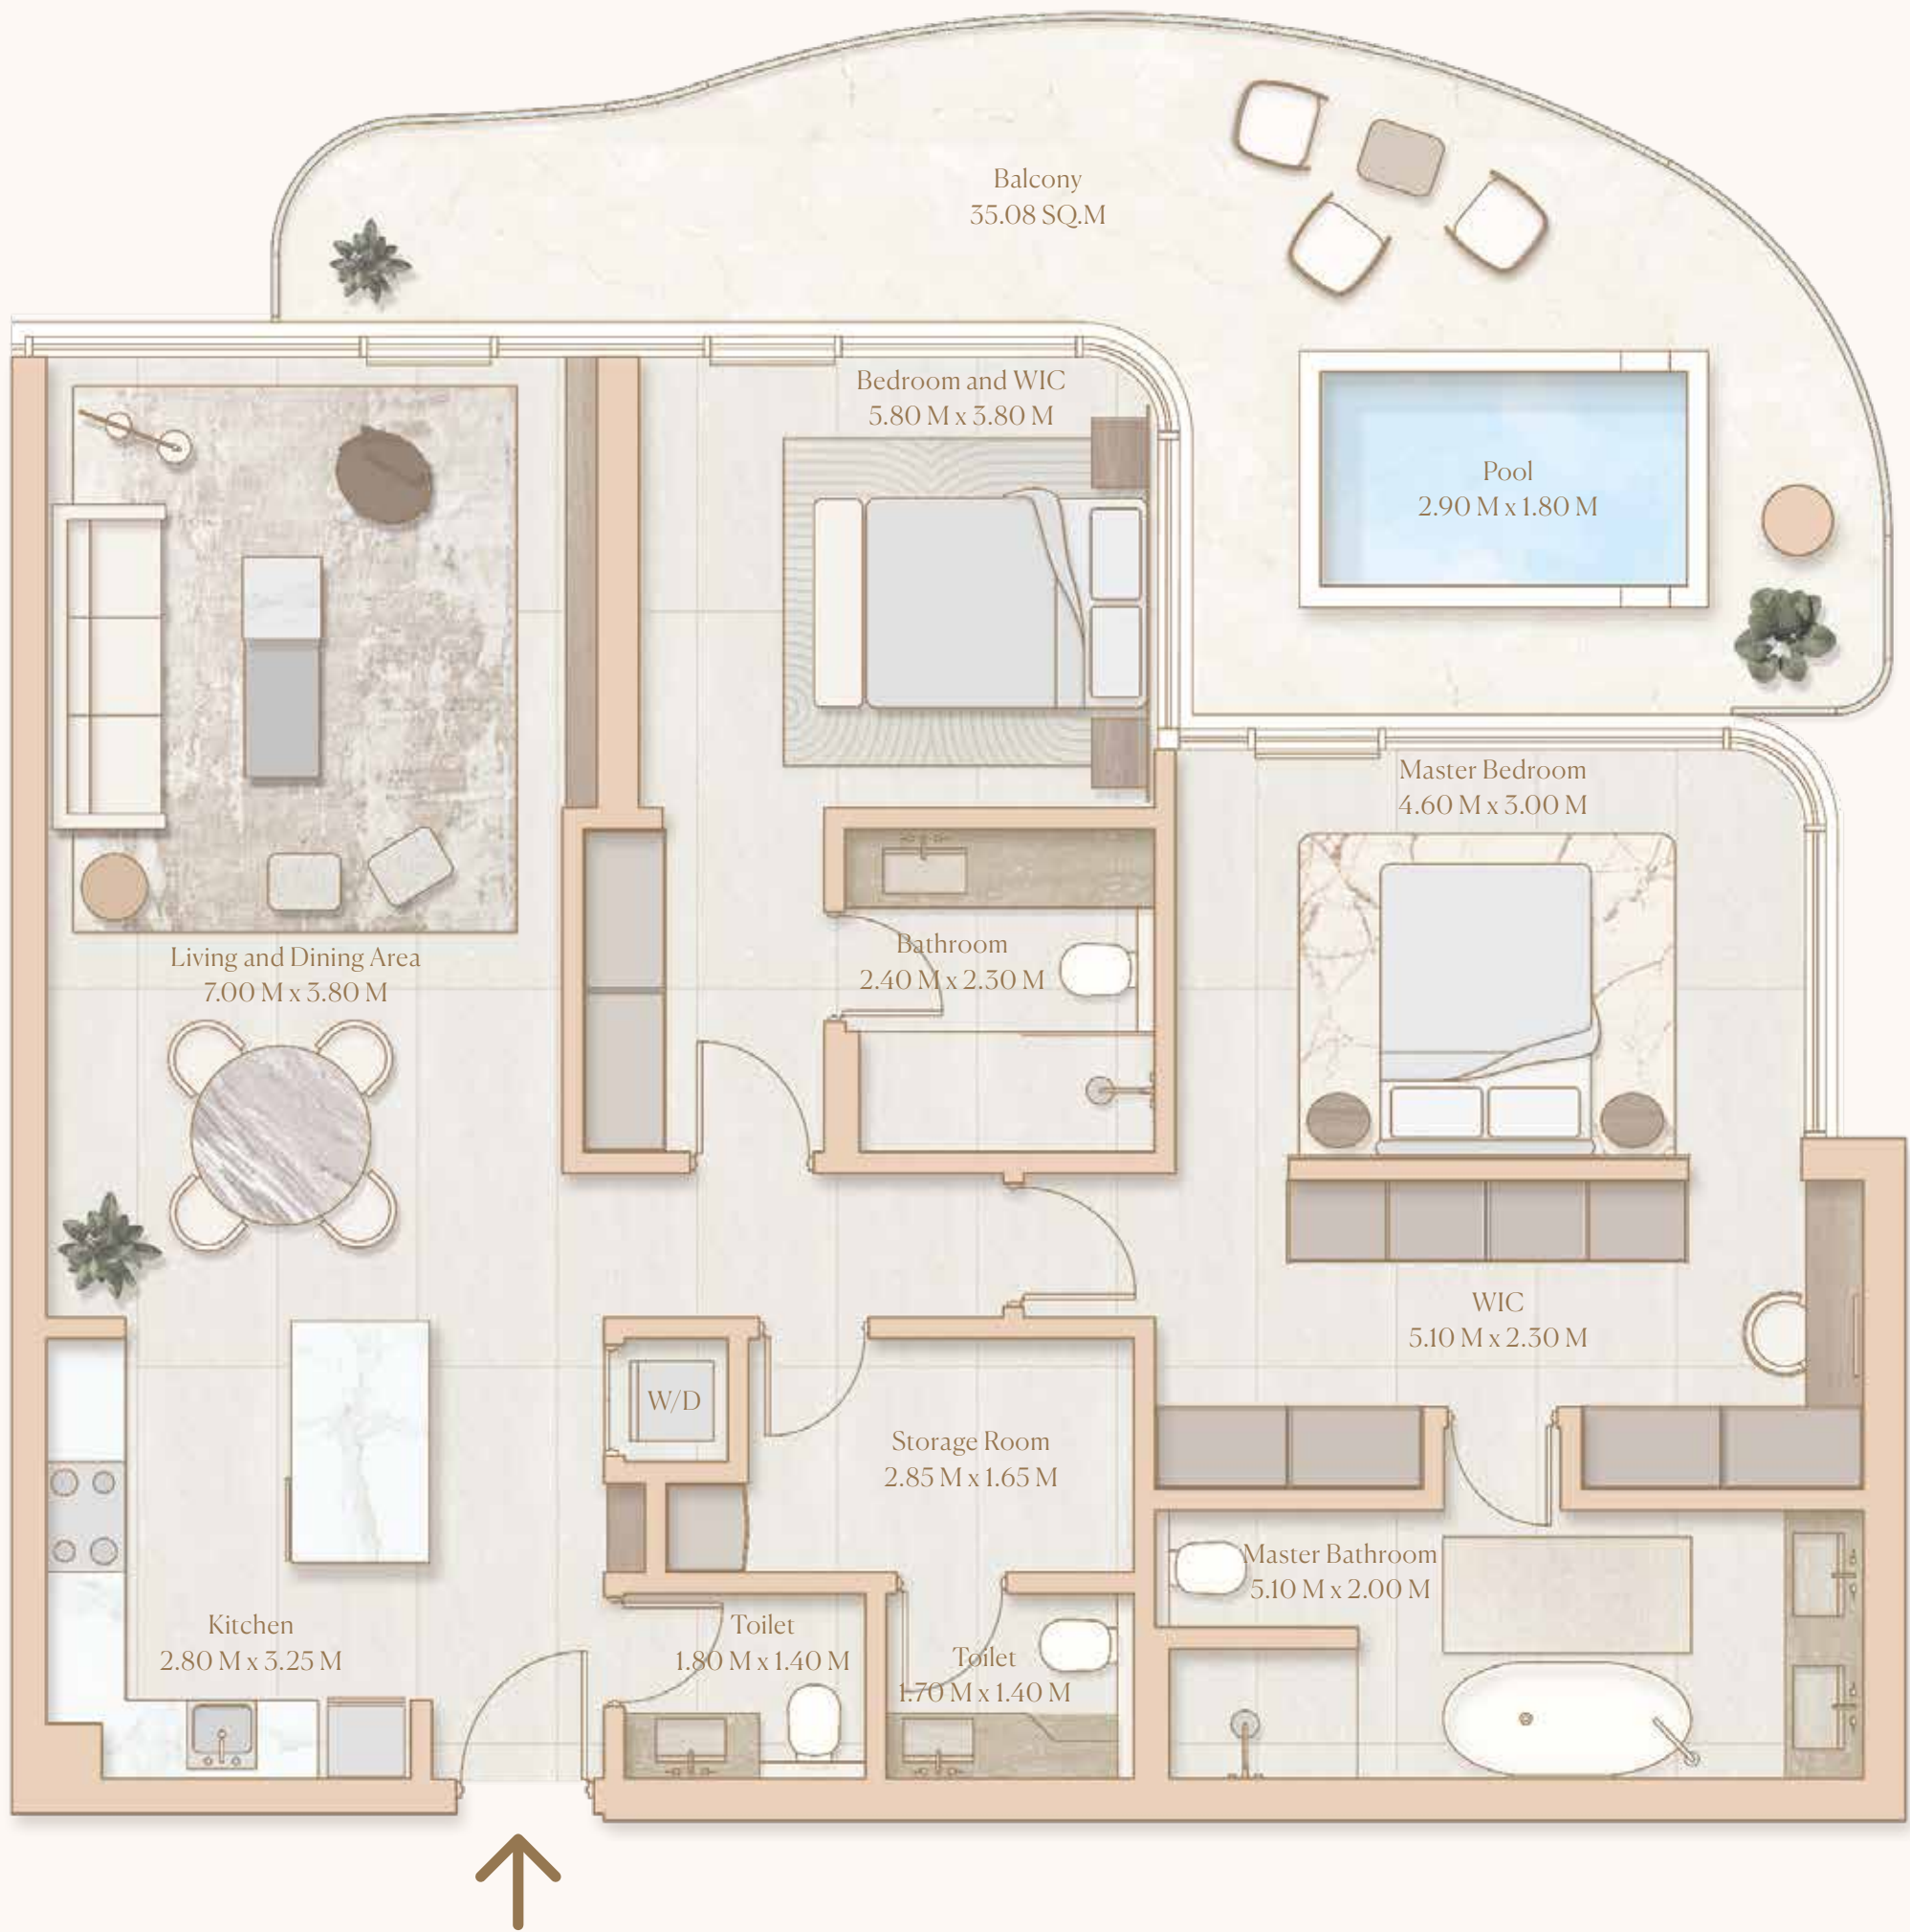 Balcony
35.08 SQ.M
Bedroom and WIC
5.80 M x 3.80 M
Pool
2.90 M x 1.80 M
Master Bedroom
4.60 M x 3.00 M
Living and Dining Area
7.00 M x 3.80 M
Bathroom
2.40 M x 2.30 M
WIC
5.10 M x 2.30 M
W/D
Storage Room
2.85 M x 1.65 M
Master Bathroom
5.10 M x 2.00 M
Kitchen
2.80 M x 3.25 M
Toilet
1.80 M x 1.40 M
Toilet
1.70 M x 1.40 M